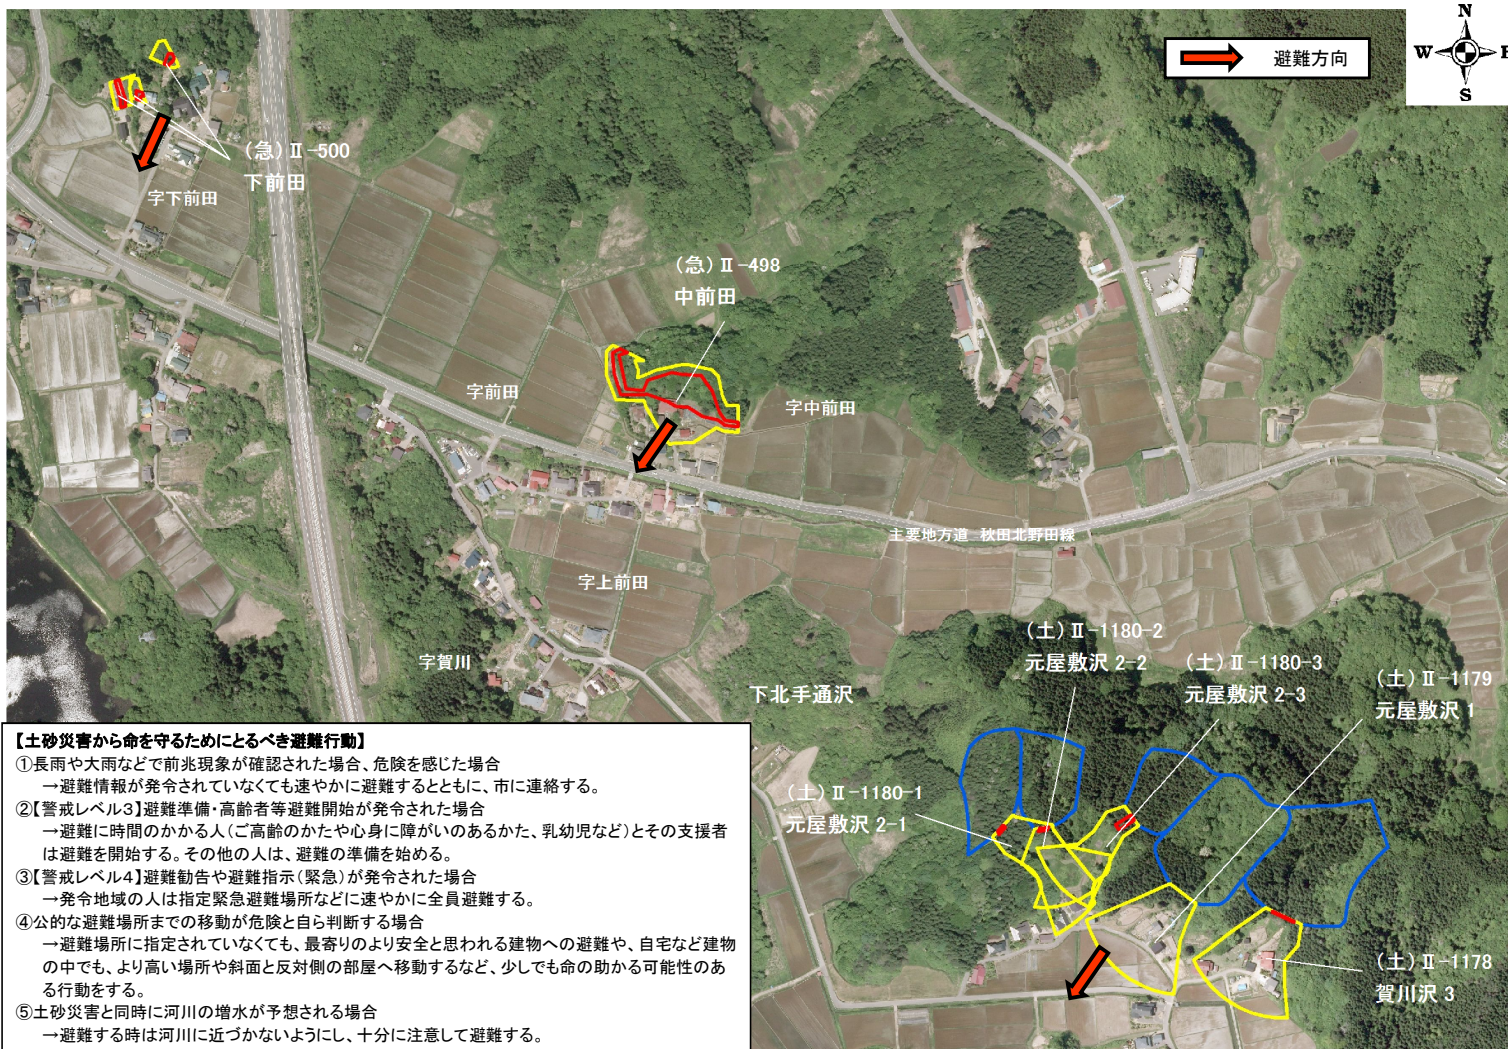 N
W E
S
避難方向
(急)Ⅱ-500
下前田
字下前田
(急)Ⅱ-498
中前田
字前田
字中前田
主要地方道 秋田北野田線
字上前田
字賀川
下北手通沢
(土)Ⅱ-1180-2
元屋敷沢 2-2
(土)Ⅱ-1180-3
元屋敷沢 2-3
(土)Ⅱ-1179
元屋敷沢 1
(土)Ⅱ-1180-1
元屋敷沢 2-1
(土)Ⅱ-1178
賀川沢 3
【土砂災害から命を守るためにとるべき避難行動】
①長雨や大雨などで前兆現象が確認された場合、危険を感じた場合
→避難情報が発令されていなくても速やかに避難するとともに、市に連絡する。
②【警戒レベル3】避難準備・高齢者等避難開始が発令された場合
→避難に時間のかかる人(ご高齢のかたや心身に障がいのあるかた、乳幼児など)とその支援者
は避難を開始する。その他の人は、避難の準備を始める。
③【警戒レベル4】避難勧告や避難指示(緊急)が発令された場合
→発令地域の人は指定緊急避難場所などに速やかに全員避難する。
④公的な避難場所までの移動が危険と自ら判断する場合
→避難場所に指定されていなくても、最寄りのより安全と思われる建物への避難や、自宅など建物
の中でも、より高い場所や斜面と反対側の部屋へ移動するなど、少しでも命の助かる可能性のあ
る行動をする。
⑤土砂災害と同時に河川の増水が予想される場合
→避難する時は河川に近づかないようにし、十分に注意して避難する。